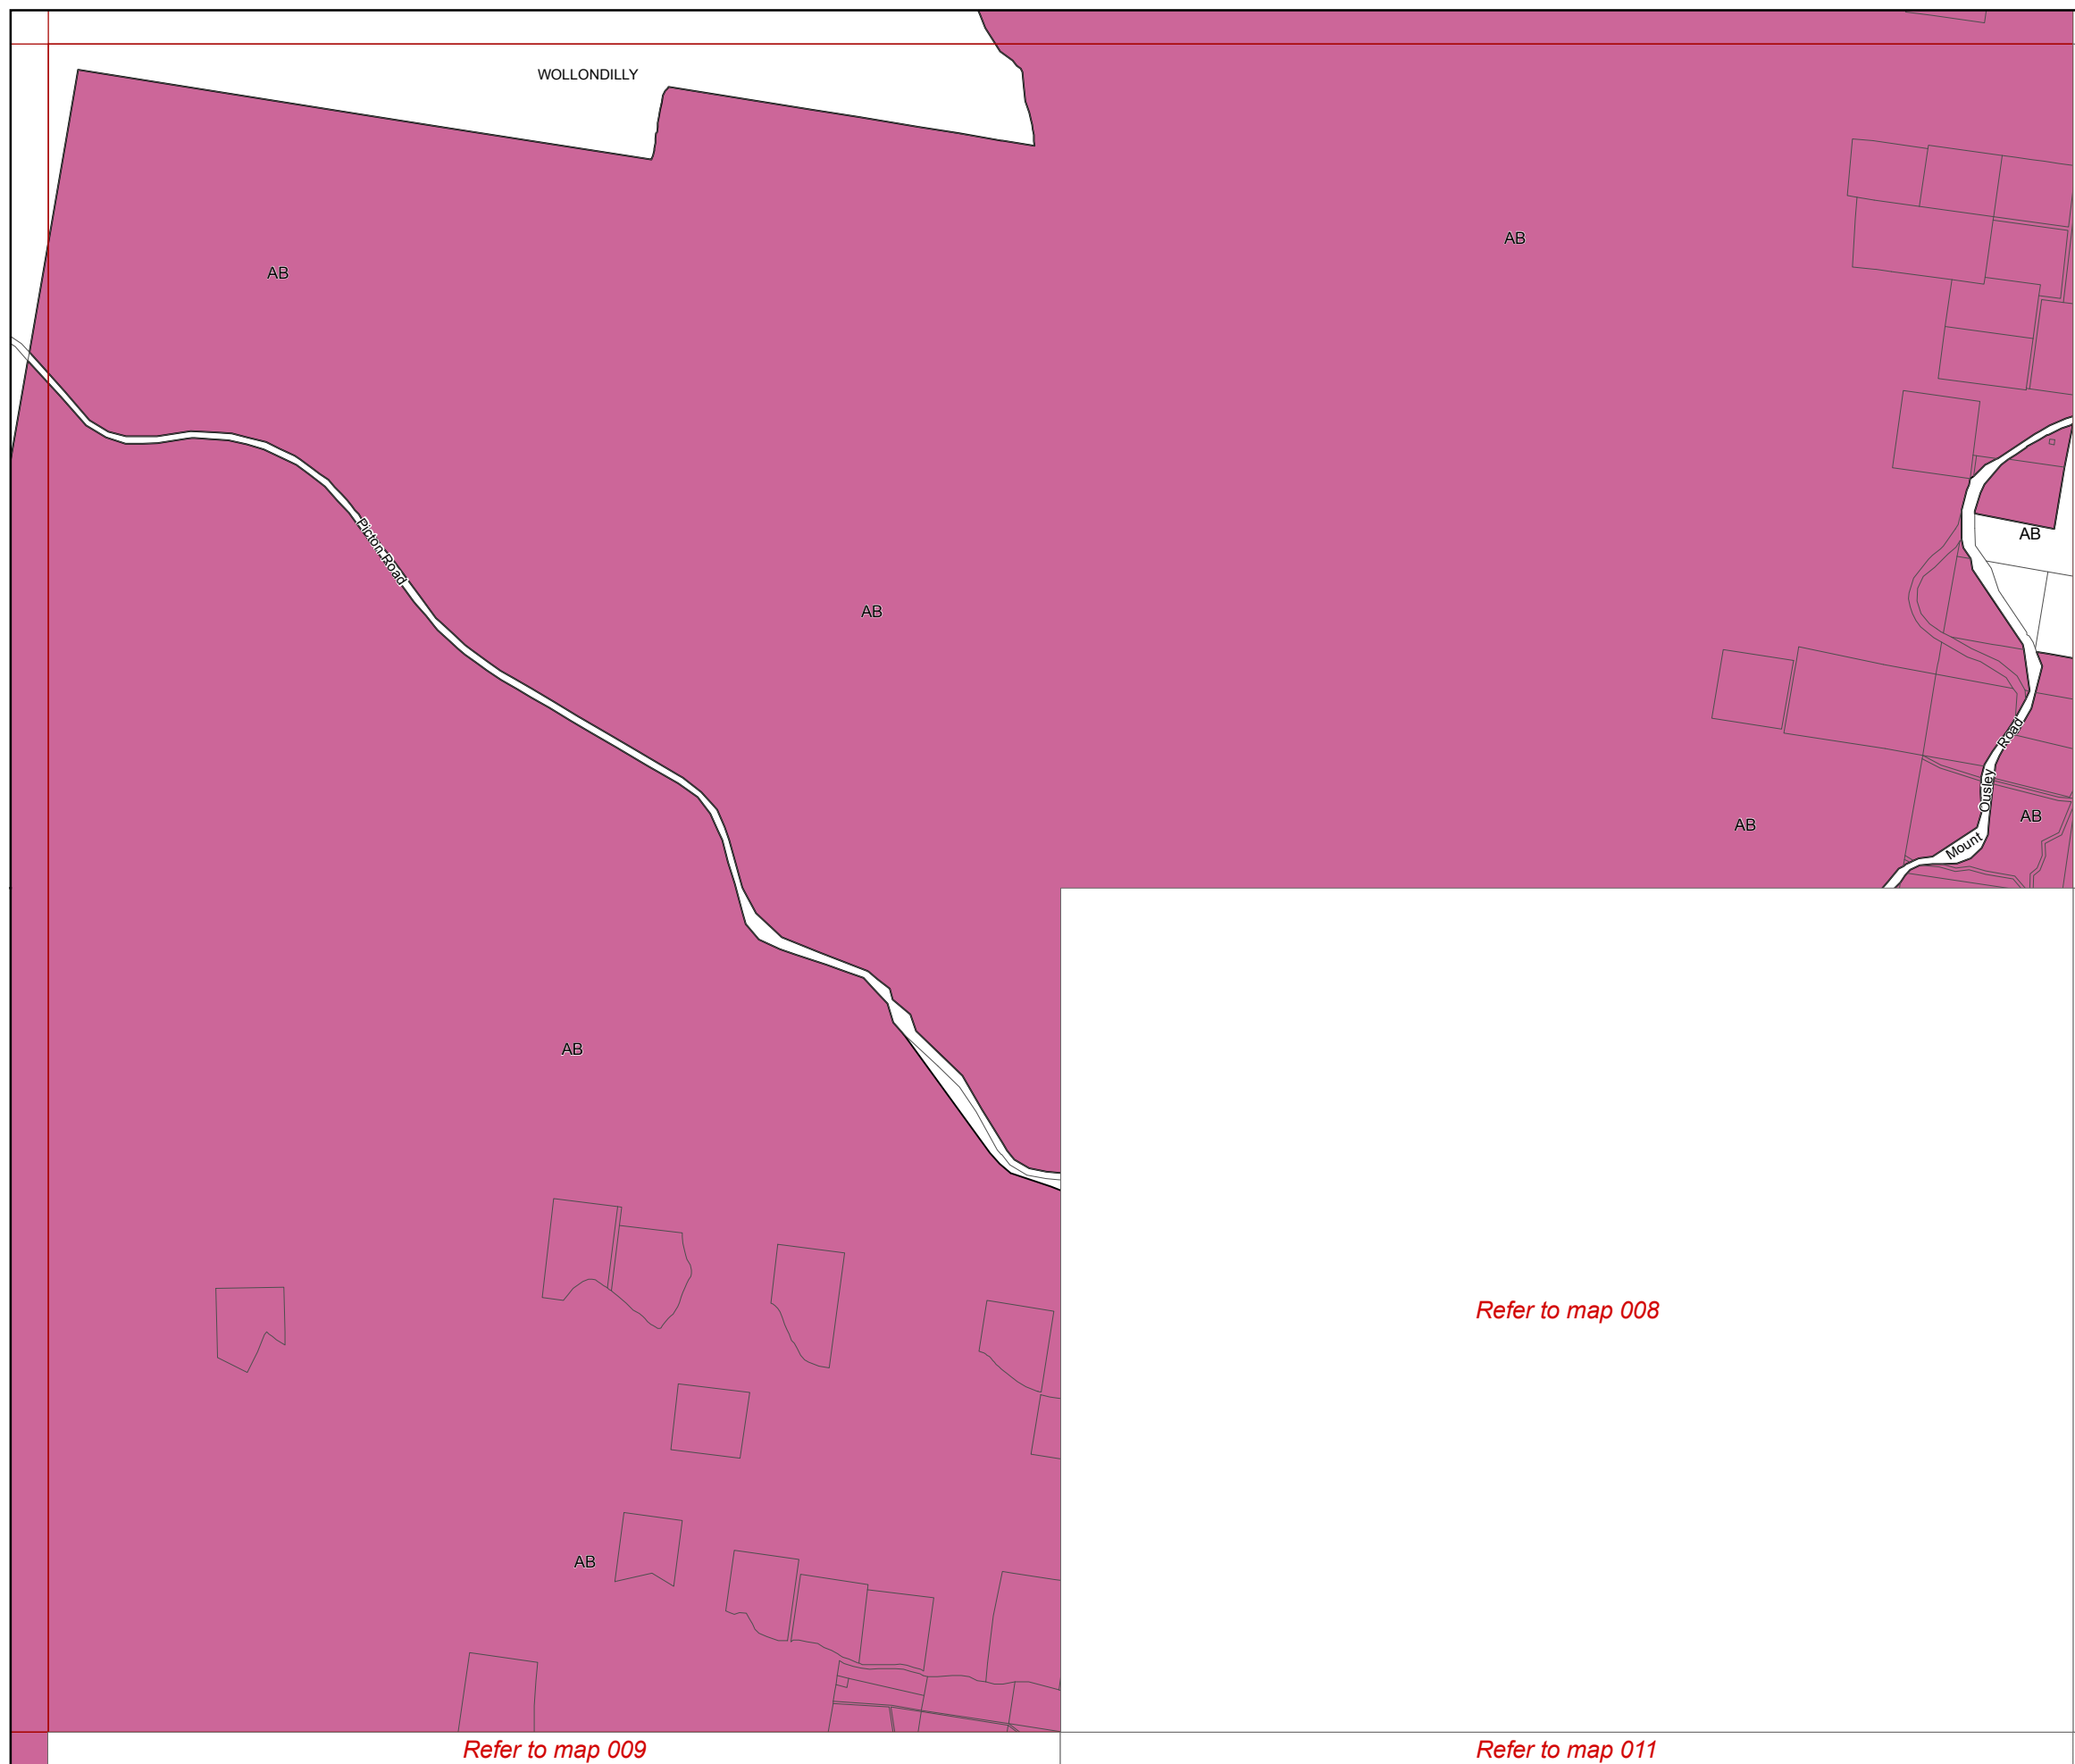 WOLLONDILLY
AB
AB
Picton Road
AB
AB
Road
Ousley
Mount
AB
AB
AB
Refer to map 008
AB
Refer to map 009
Refer to map 011